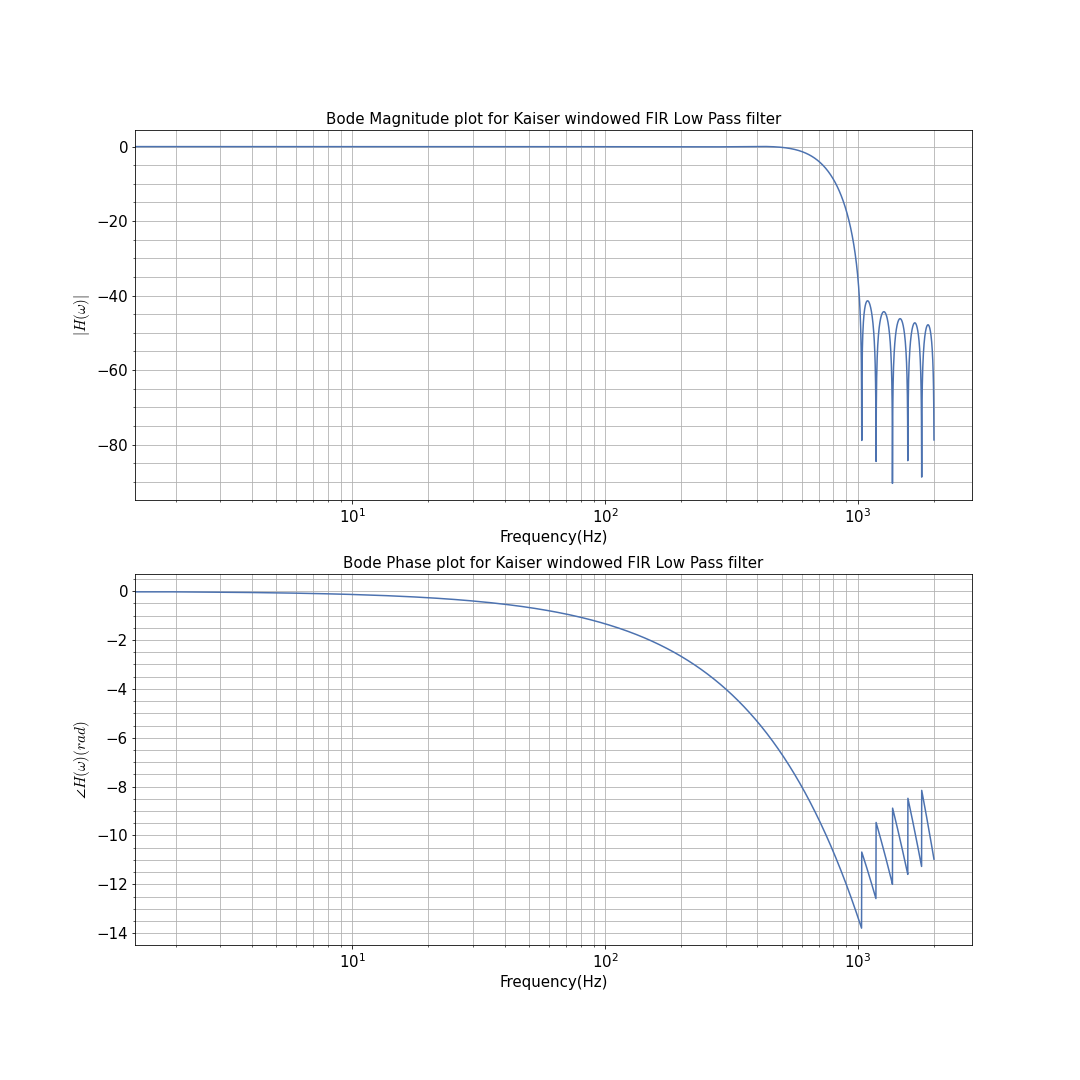 Bode Magnitude plot for Kaiser windowed FIR Low Pass filter
0
−20
−40
−60
−80
|H(ω)|
10¹ 10² 10³
Frequency(Hz)
Bode Phase plot for Kaiser windowed FIR Low Pass filter
0
−2
−4
−6
−8
−10
−12
−14
∠H(ω)(rad)
10¹ 10² 10³
Frequency(Hz)